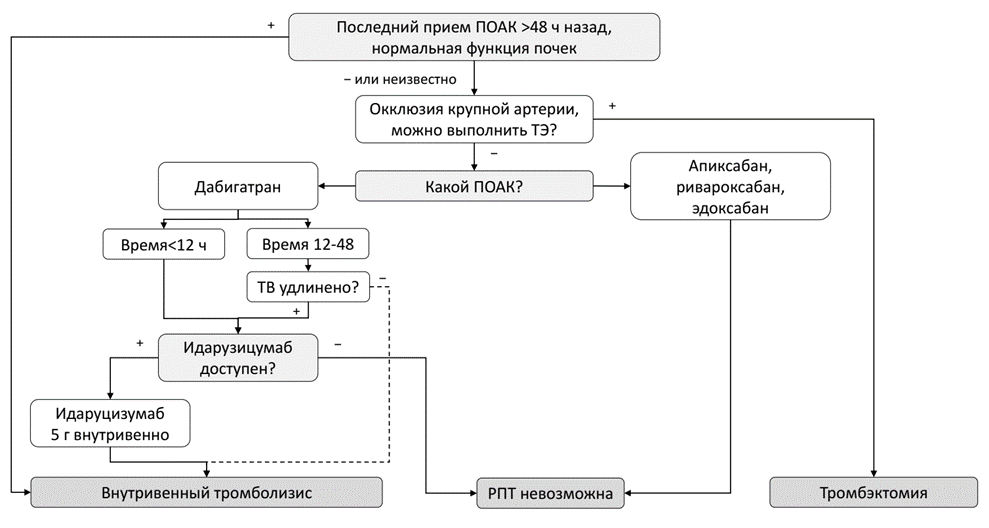 +
Последний прием ПОАК >48 ч назад,
нормальная функция почек
− или неизвестно
Окклюзия крупной артерии,
можно выполнить ТЭ?
+
−
Дабигатран
Какой ПОАК?
Апиксабан,
ривароксабан,
эдоксабан
Время<12 ч
Время 12-48
ТВ удлинено?
−
+
+
Идарузицумаб
доступен?
−
Идаруцизумаб
5 г внутривенно
Внутривенный тромболизис
РПТ невозможна
Тромбэктомия